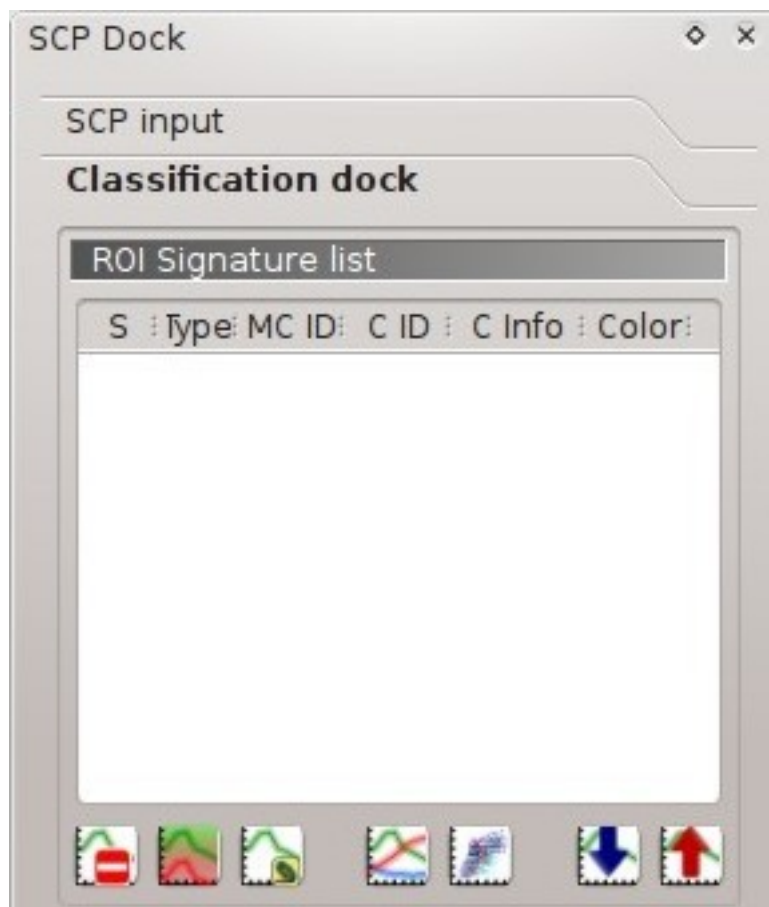 SCP Dock
SCP input
Classification dock
ROI Signature list
S Type MC ID C ID C Info Color